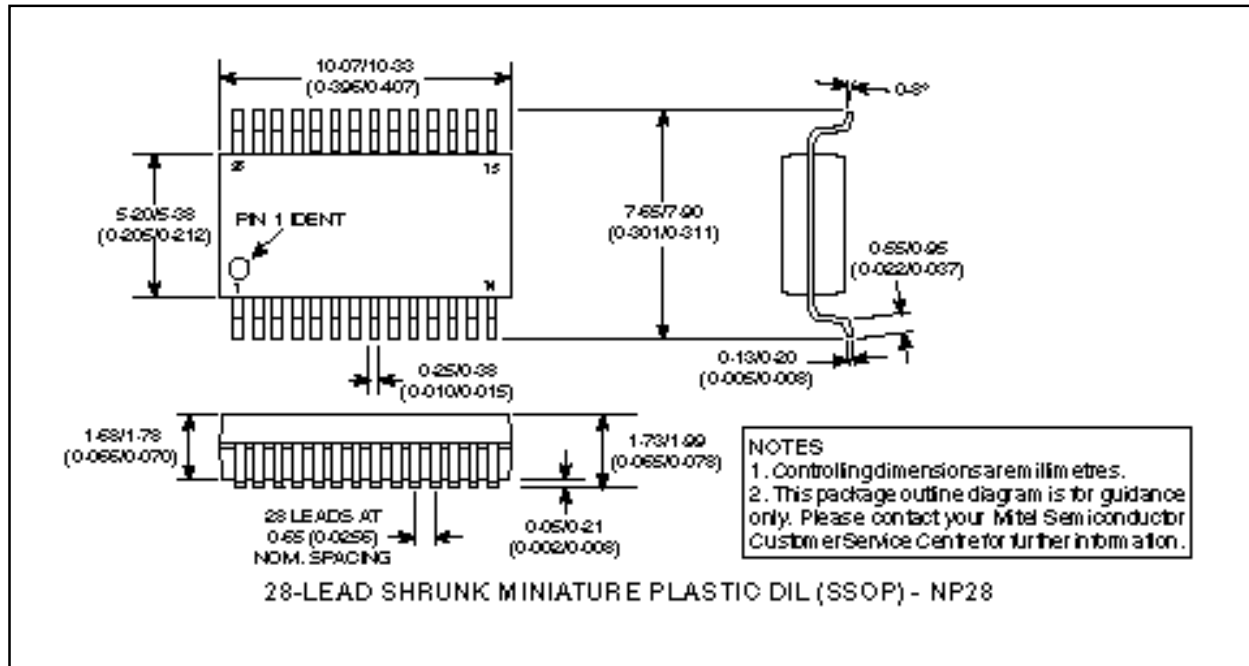 10·07/10·33
(0·396/0·407)
0-8°
28
15
5·20/5·38
(0·205/0·212)
PIN 1 IDENT
7·65/7·90
(0·301/0·311)
1
14
0·55/0·95
(0·022/0·037)
0·13/0·20
(0·005/0·008)
0·25/0·38
(0·010/0·015)
1·68/1·78
(0·066/0·070)
1·73/1·99
(0·065/0·078)
28 LEADS AT
0·65 (0·0256)
NOM. SPACING
0·05/0·21
(0·002/0·008)
NOTES
1. Controlling dimensions are millimetres.
2. This package outline diagram is for guidance
only. Please contact your Mitel Semiconductor
Customer Service Centre for further information.
28-LEAD SHRUNK MINIATURE PLASTIC DIL (SSOP) - NP28